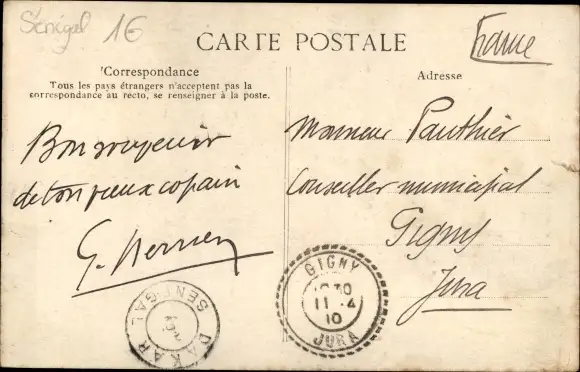 Sénégal 1€
CARTE POSTALE
France
Correspondance
Tous les pays étrangers n'acceptent pas la
correspondance au recto, se renseigner à la poste.
Adresse
Bon souvenir
de ton vieux copain
Monsieur Pauthier
Conseiller municipal
Gigny
Jura
GIGNY
11 4
10
JURA
DAKAR
SENEGAL